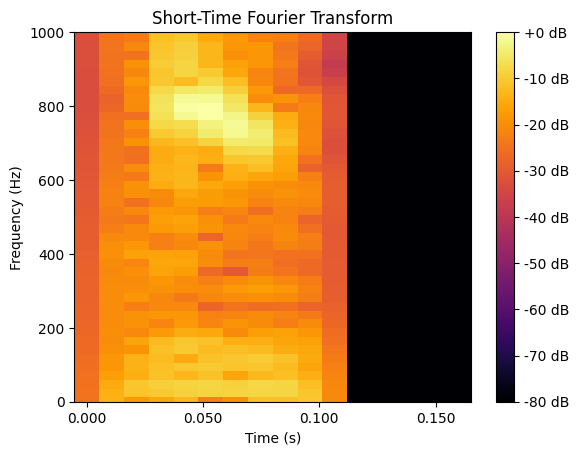 Short-Time Fourier Transform
1000
800
600
400
200
0
Frequency (Hz)
0.000
0.050
0.100
0.150
Time (s)
+0 dB
-10 dB
-20 dB
-30 dB
-40 dB
-50 dB
-60 dB
-70 dB
-80 dB